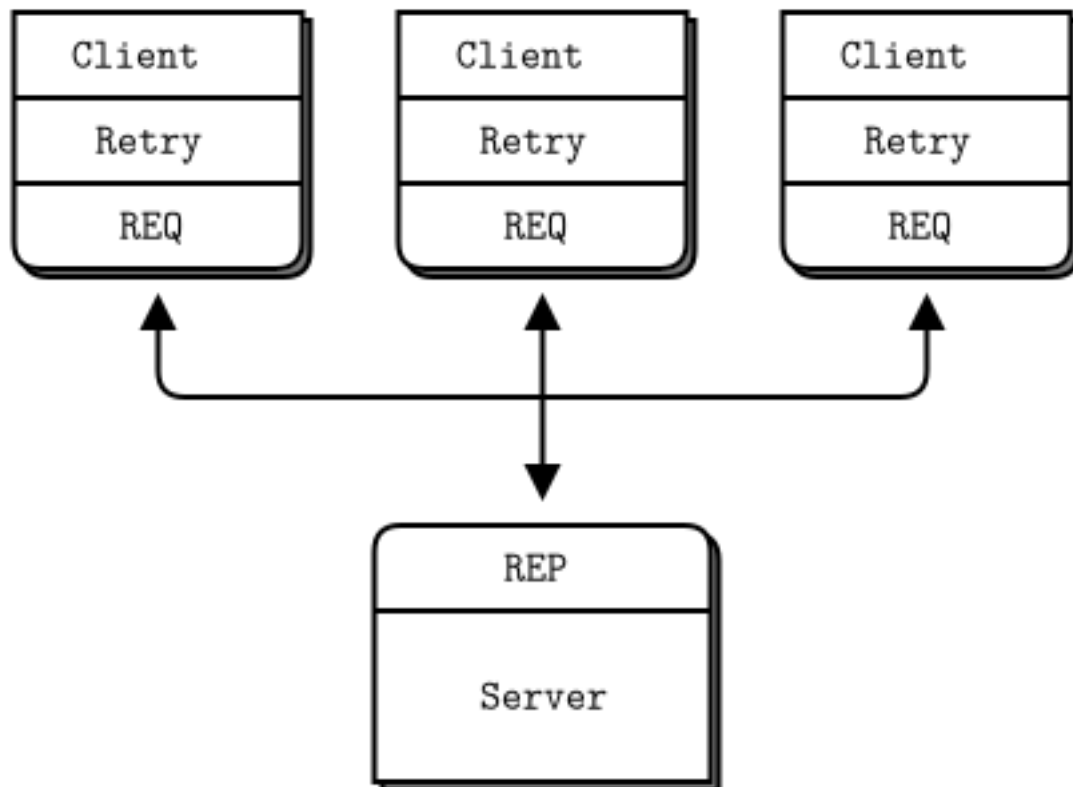 Client Client Client
Retry Retry Retry
REQ REQ REQ
REP
Server